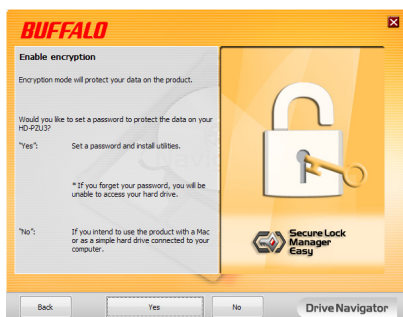 BUFFALO
Enable encryption
Encryption mode will protect your data on the product.
Would you like to set a password to protect the data on your
HD-PZU3?
"Yes": Set a password and install utilities.
* If you forget your password, you will be
unable to access your hard drive.
"No": If you intend to use the product with a Mac
or as a simple hard drive connected to your
computer.
Secure Lock
Manager
Easy
Back Yes No DriveNavigator